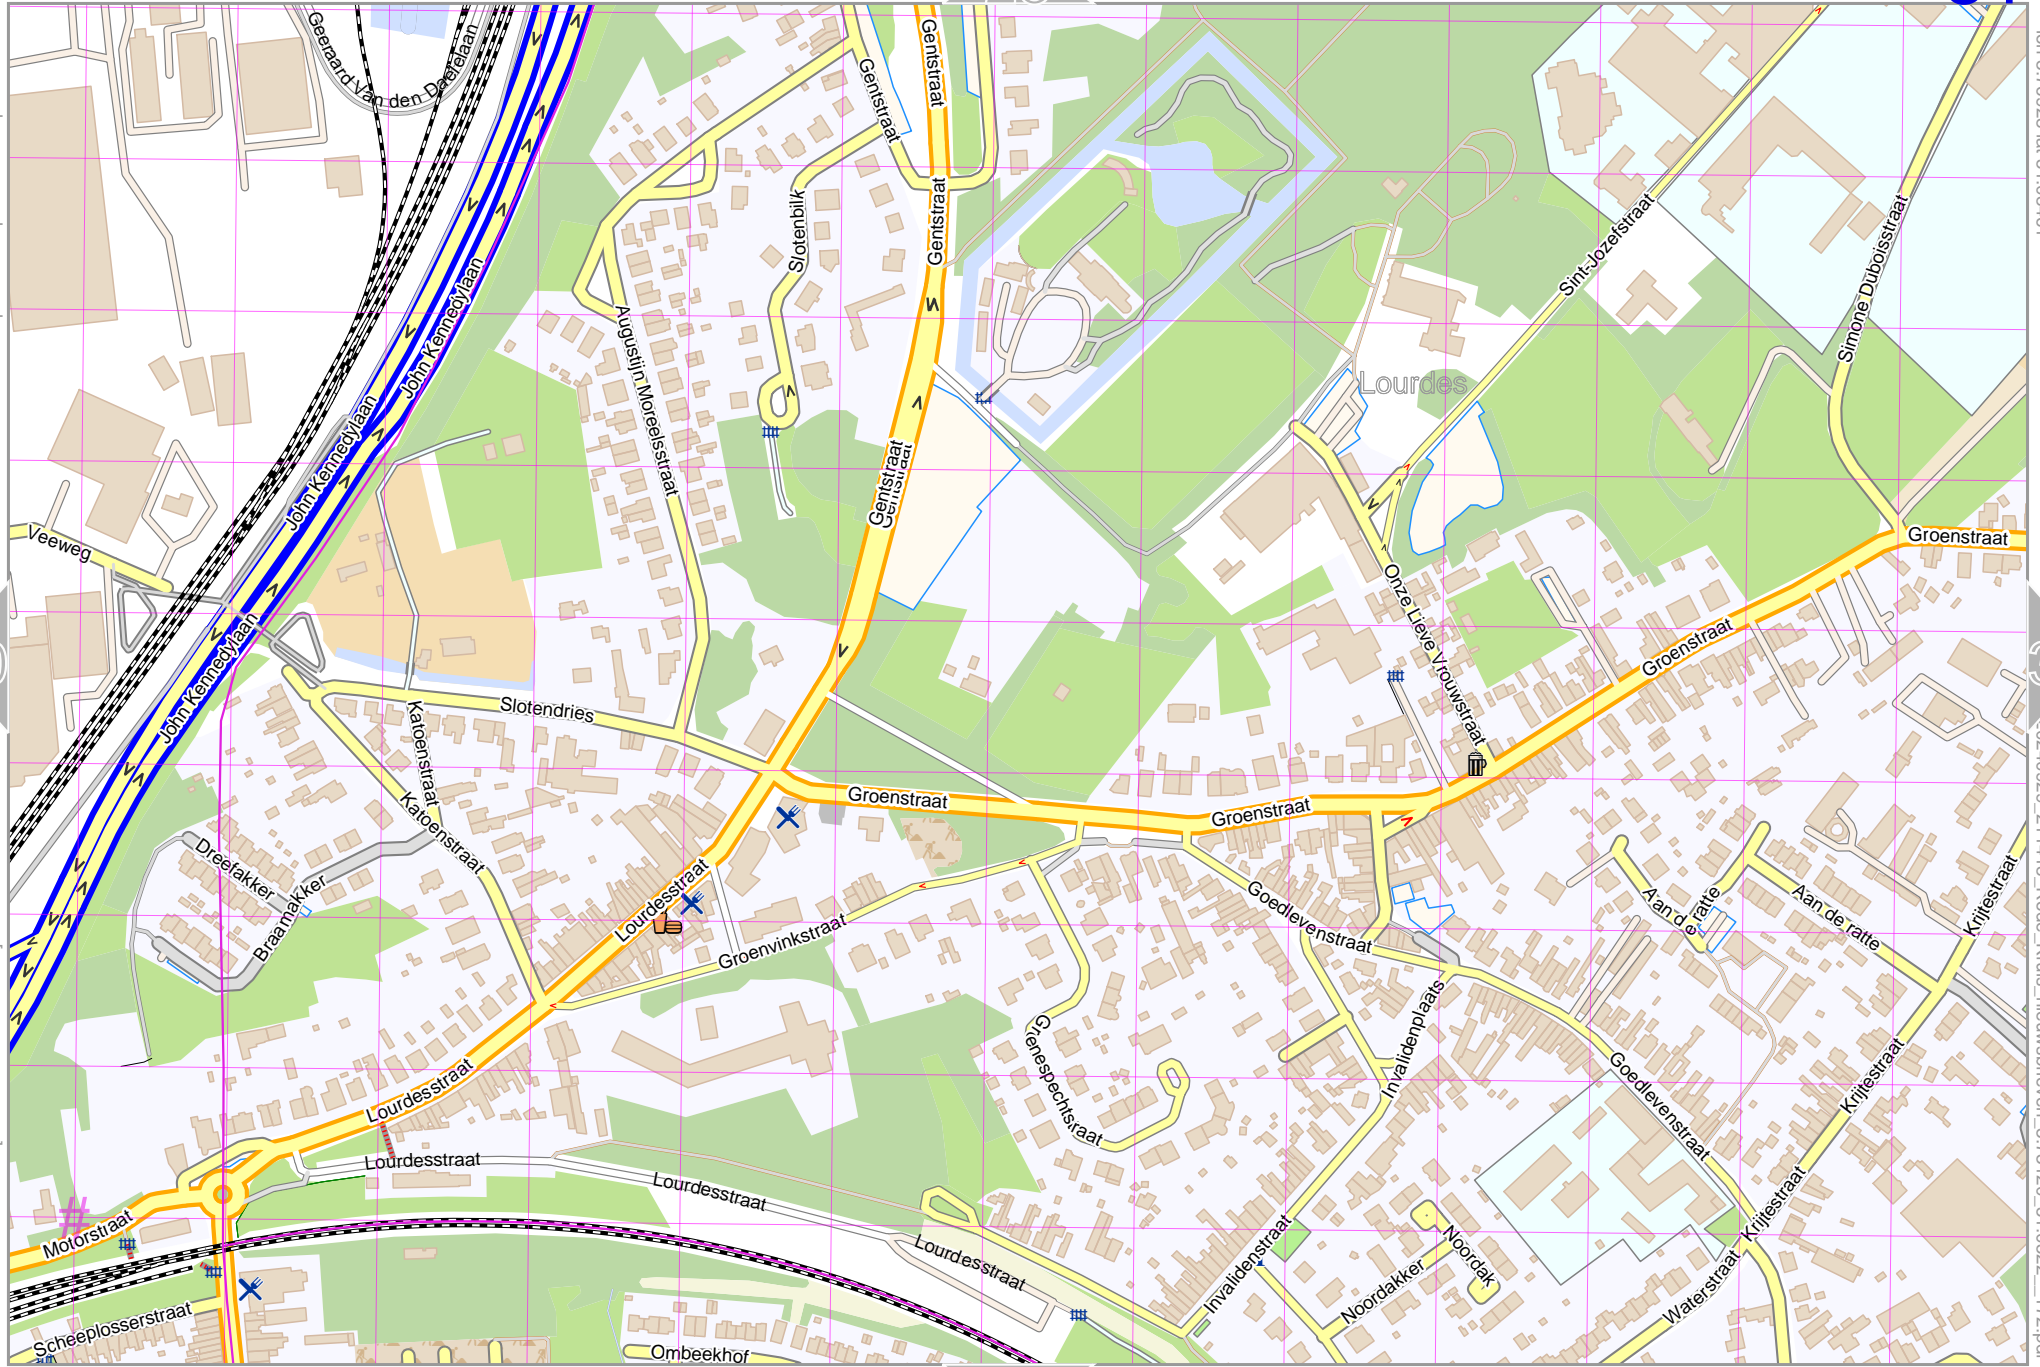 Geeraard Van den Daelelaan
Gentstraat
Gentstraat
Gentstraat
Slotenbilk
Sint-Jozefstraat
Simone Duboisstraat
John Kennedylaan
Augustijn Moreelsstraat
Lourdes
John Kennedylaan
Gentstraat
Gentstraat
Veeweg
Groenstraat
Onze Lieve Vrouwstraat
John Kennedylaan
Groenstraat
Slotendries
Katoenstraat
Groenstraat
Groenstraat
Katoenstraat
Dreefakker
Braamakker
Lourdesstraat
Groenvinkstraat
Goedlevenstraat
Aan de ratte
Aan de ratte
Krijtestraat
Groenespechtstraat
Invalidenplaats
Goedlevenstraat
Krijtestraat
Lourdesstraat
Lourdesstraat
Lourdesstraat
Lourdesstraat
Motorstraat
#
Invalidenstraat
Noordak
Noordakker
Krijtestraat
Waterstraat
Scheeplosserstraat
Ombeekhof